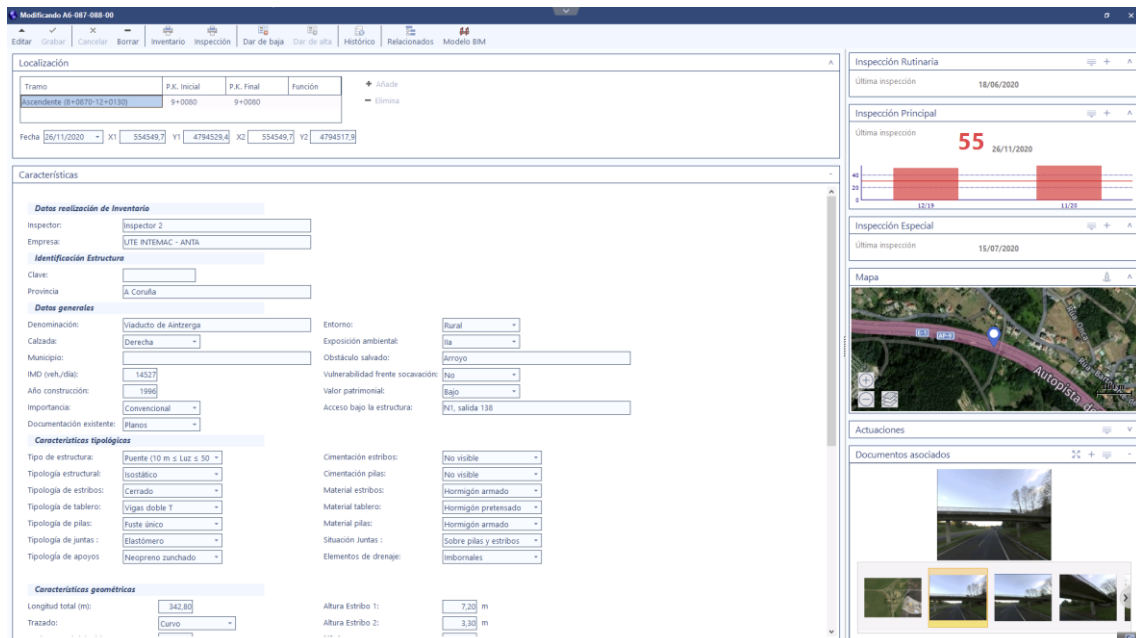 Modificando A6-087-088-00
Editar Grabar Cancelar Borrar Inventario Inspección Dar de baja Dar de alta Histórico Relacionados Modelo BIM
Localización
Tramo P.K. Inicial P.K. Final Función
Ascendente (8+0870-12+0130) 9+0080 9+0080
Añade
Elimina
Fecha 26/11/2020 X1 554549,7 Y1 4794529,4 X2 554549,7 Y2 4794517,9
Características
Datos realización de Inventario
Inspector: Inspector 2
Empresa: UTE INTEMAC - ANTA
Identificación Estructura
Clave:
Provincia A Coruña
Datos generales
Denominación: Viaducto de Aintzerga Entorno: Rural
Calzada: Derecha Exposición ambiental: IIa
Municipio: Obstáculo salvado: Arroyo
IMD (veh./día): 14527 Vulnerabilidad frente socavación: No
Año construcción: 1996 Valor patrimonial: Bajo
Importancia: Convencional Acceso bajo la estructura: N1, salida 138
Documentación existente: Planos
Características tipológicas
Tipo de estructura: Puente (10 m ≤ Luz ≤ 50 Cimentación estribos: No visible
Tipología estructural: Isostático Cimentación pilas: No visible
Tipología de estribos: Cerrado Material estribos: Hormigón armado
Tipología de tablero: Vigas doble T Material tablero: Hormigón pretensado
Tipología de pilas: Fuste único Material pilas: Hormigón armado
Tipología de juntas : Elastómero Situación Juntas : Sobre pilas y estribos
Tipología de apoyos Neopreno zunchado Elementos de drenaje: Imbornales
Características geométricas
Longitud total (m): 342,80 Altura Estribo 1: 7,20 m
Trazado: Curvo Altura Estribo 2: 3,30 m
Inspección Rutinaria
Última inspección 18/06/2020
Inspección Principal
Última inspección 55 26/11/2020
40
20
0
12/19 11/20
Inspección Especial
Última inspección 15/07/2020
Mapa
E-1 AP-9
Autopista de
Actuaciones
Documentos asociados